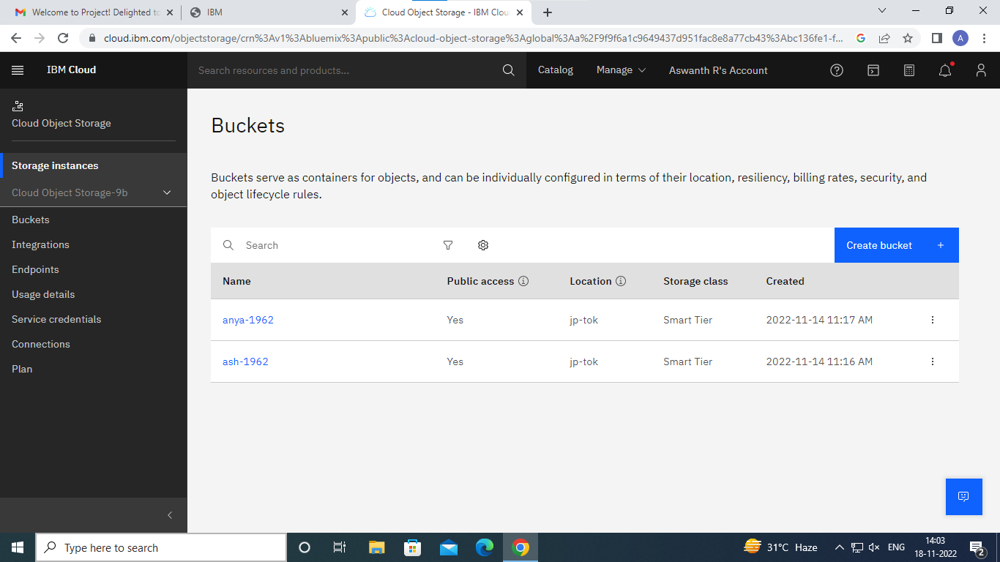 Welcome to Project! Delighted to
IBM
Cloud Object Storage - IBM Clou
cloud.ibm.com/objectstorage/crn%3Av1%3Abluemix%3Apublic%3Acloud-object-storage%3Aglobal%3Aa%2F9f9f6a1c9649437d951fac8e8a77cb43%3Abc136fe1-f...
A
IBM Cloud
Search resources and products...
Catalog
Manage
Aswanth R's Account
Cloud Object Storage
Storage instances
Cloud Object Storage-9b
Buckets
Integrations
Endpoints
Usage details
Service credentials
Connections
Plan
Buckets
Buckets serve as containers for objects, and can be individually configured in terms of their location, resiliency, billing rates, security, and
object lifecycle rules.
Search
Create bucket +
Name Public access Location Storage class Created
anya-1962 Yes jp-tok Smart Tier 2022-11-14 11:17 AM
ash-1962 Yes jp-tok Smart Tier 2022-11-14 11:16 AM
Type here to search
31°C Haze
ENG
14:03
18-11-2022
2